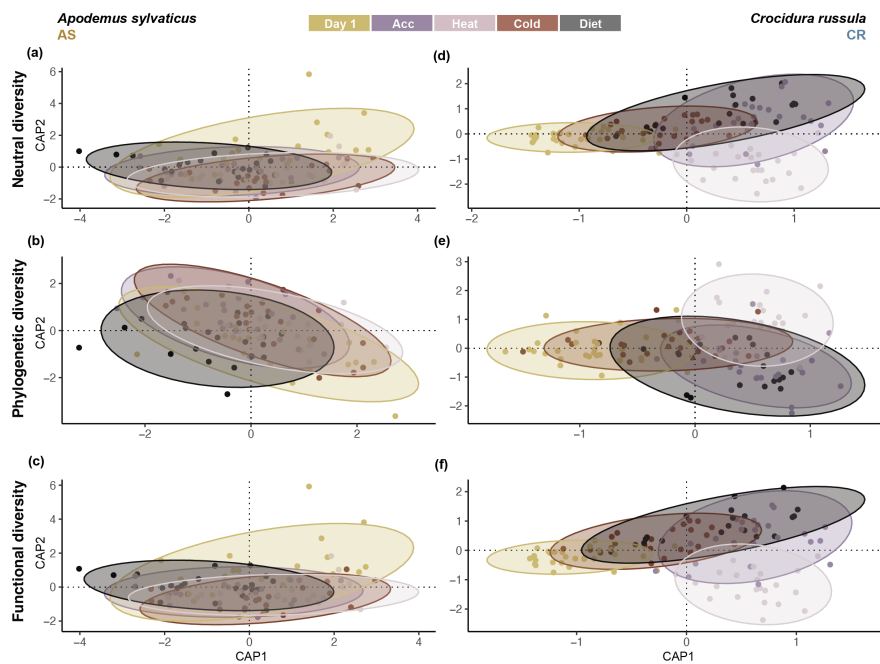 Apodemus sylvaticus
AS
Day 1 Acc Heat Cold Diet
Crocidura russula
CR
Neutral diversity
(a)
CAP2
6
4
2
0
−2
−4 −2 0 2 4
(d)
2
1
0
−1
−2
−2 −1 0 1
Phylogenetic diversity
(b)
CAP2
2
0
−2
−2 0 2
(e)
3
2
1
0
−1
−2
−1 0 1
Functional diversity
(c)
CAP2
6
4
2
0
−2
−4 −2 0 2 4
CAP1
(f)
2
1
0
−1
−2
−1 0 1
CAP1